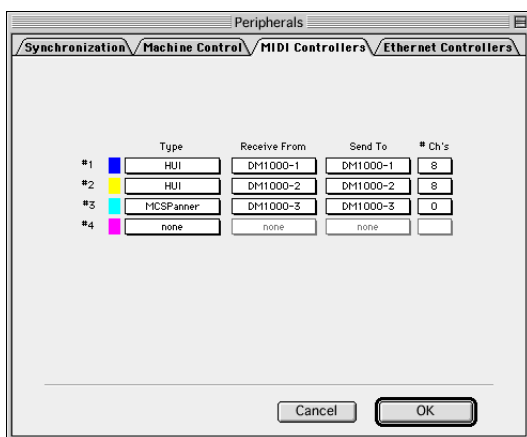 Peripherals
Synchronization Machine Control MIDI Controllers Ethernet Controllers
Type Receive From Send To # Ch's
#1 HUI DM1000-1 DM1000-1 8
#2 HUI DM1000-2 DM1000-2 8
#3 MCSPanner DM1000-3 DM1000-3 0
#4 none none none
Cancel OK